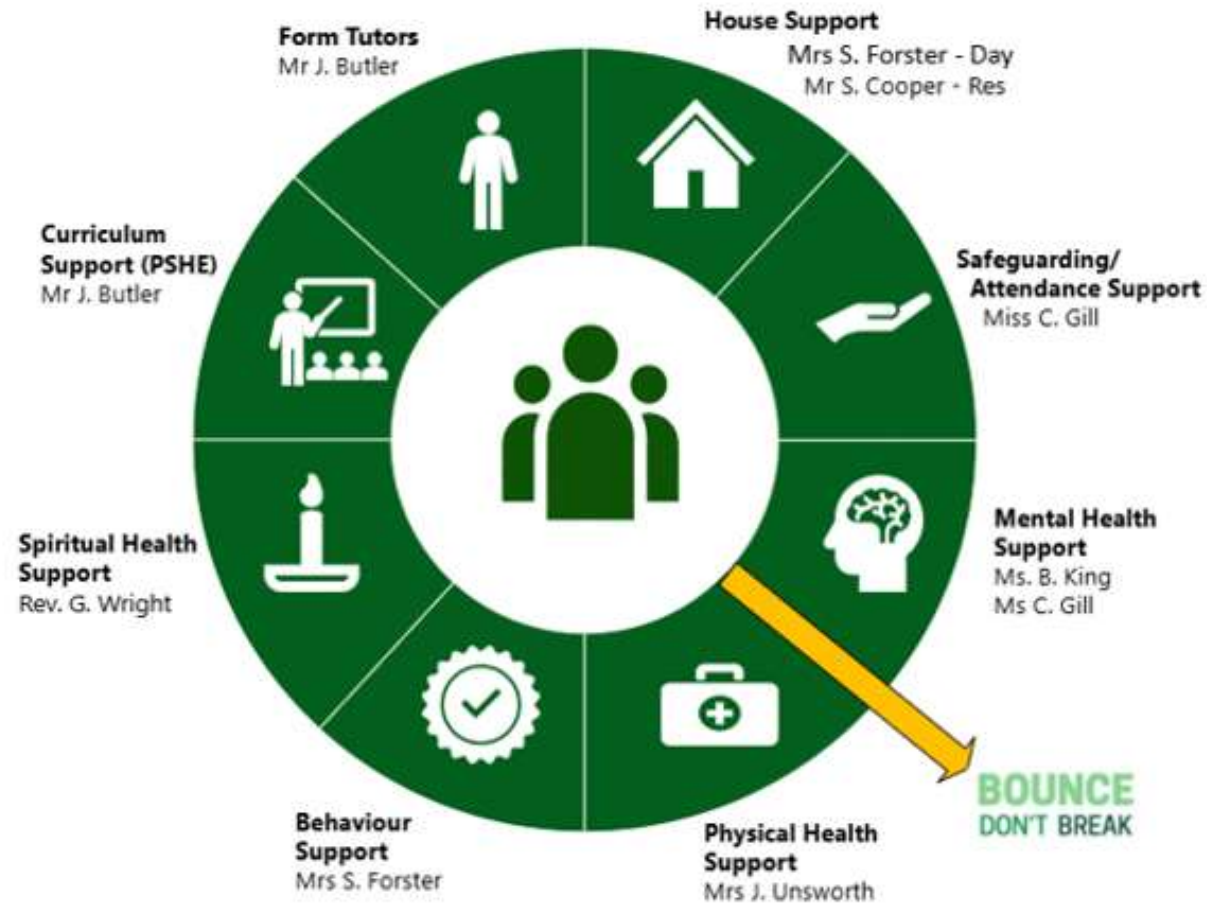 Form Tutors
Mr J. Butler
House Support
Mrs S. Forster - Day
Mr S. Cooper - Res
Curriculum
Support (PSHE)
Mr J. Butler
Safeguarding/
Attendance Support
Miss C. Gill
Spiritual Health
Support
Rev. G. Wright
Mental Health
Support
Ms. B. King
Ms C. Gill
Behaviour
Support
Mrs S. Forster
Physical Health
Support
Mrs J. Unsworth
BOUNCE
DON'T BREAK